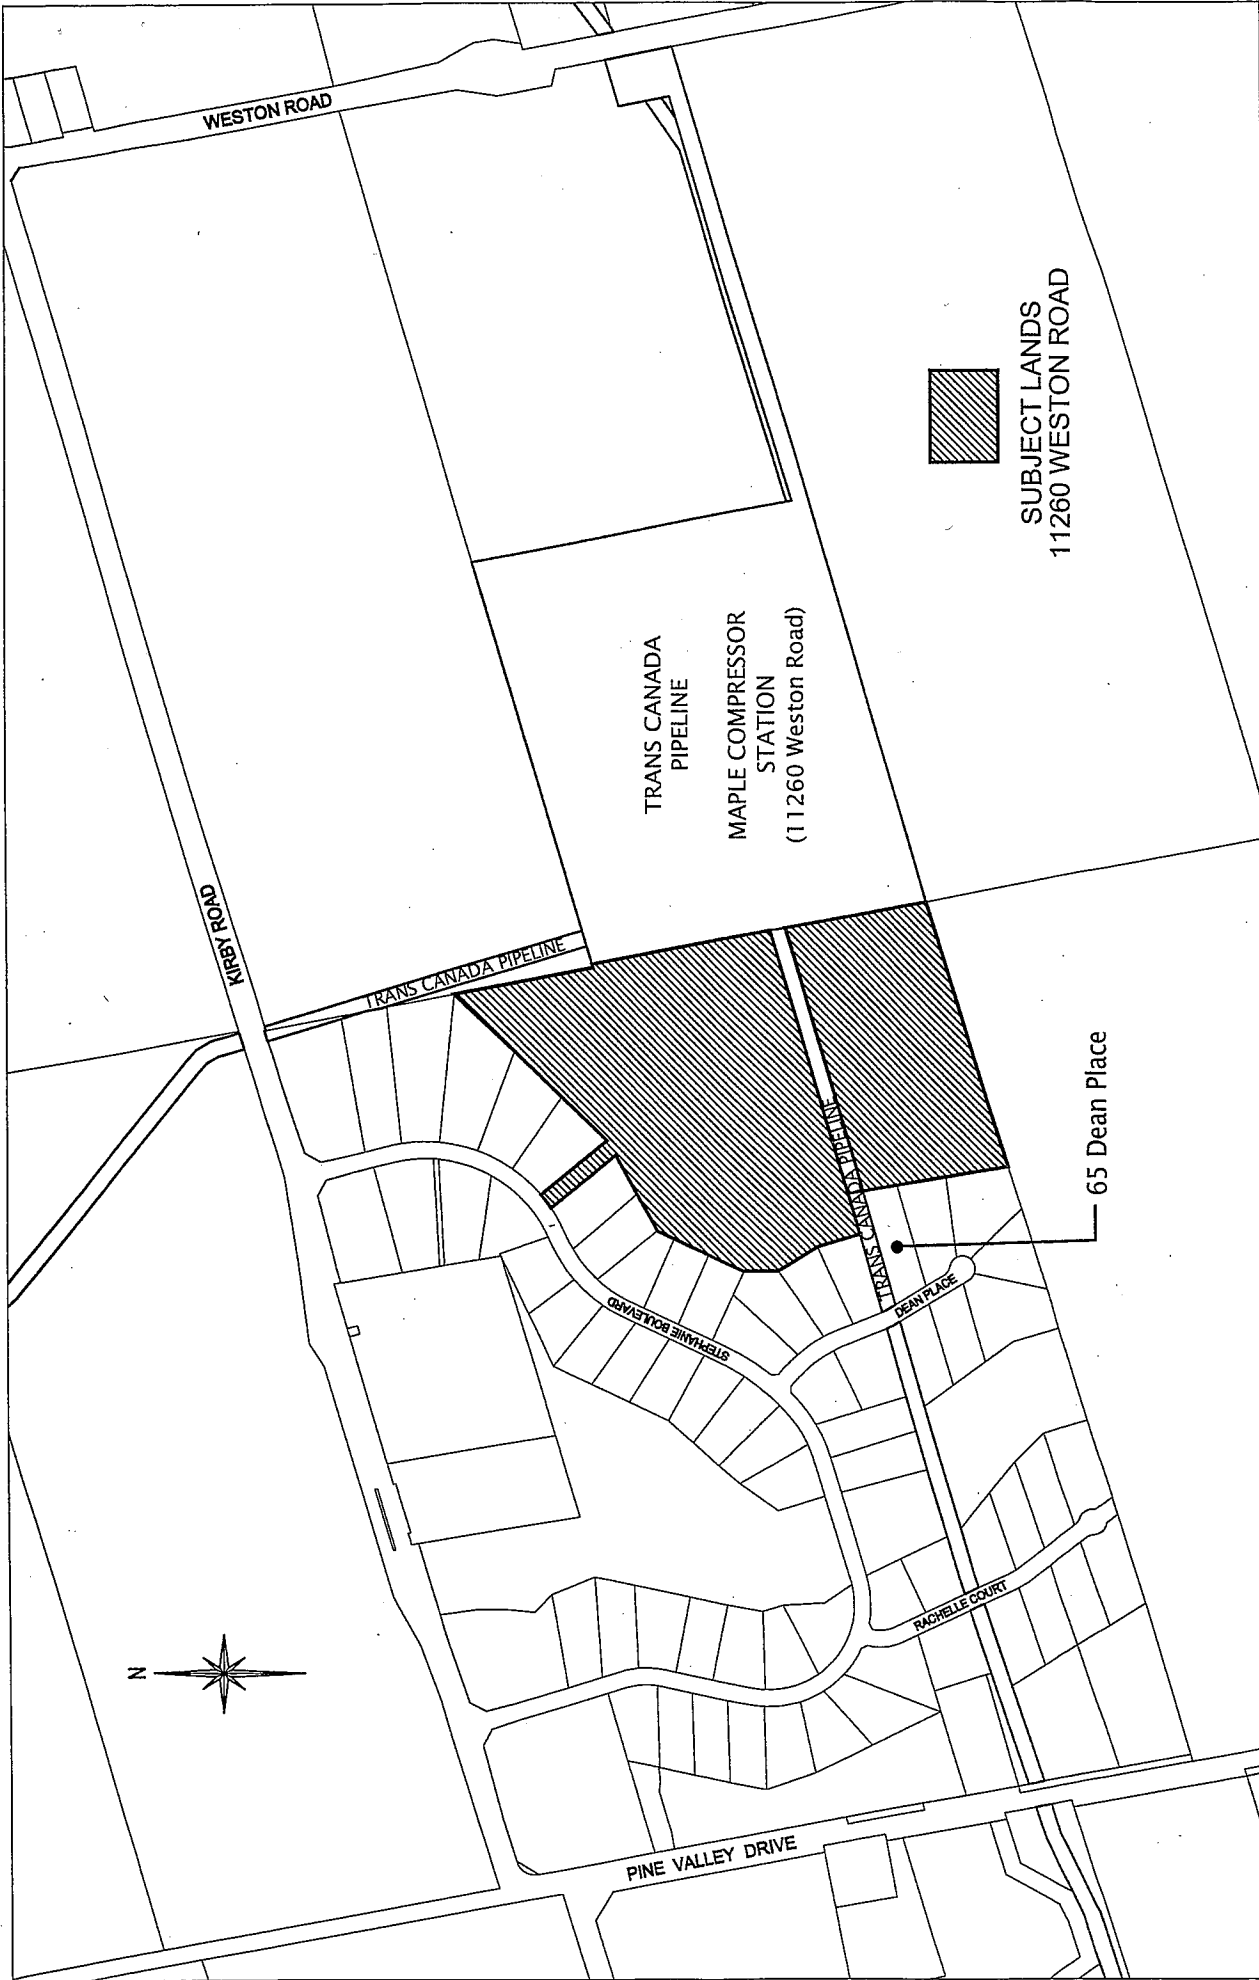 WESTON ROAD
KIRBY ROAD
TRANS CANADA PIPELINE
TRANS CANADA
PIPELINE
MAPLE COMPRESSOR
STATION
(11260 Weston Road)
SUBJECT LANDS
11260 WESTON ROAD
TRANS CANADA PIPELINE
65 Dean Place
STEPHANIE BOULEVARD
DEAN PLACE
RACHELLE COURT
N
PINE VALLEY DRIVE